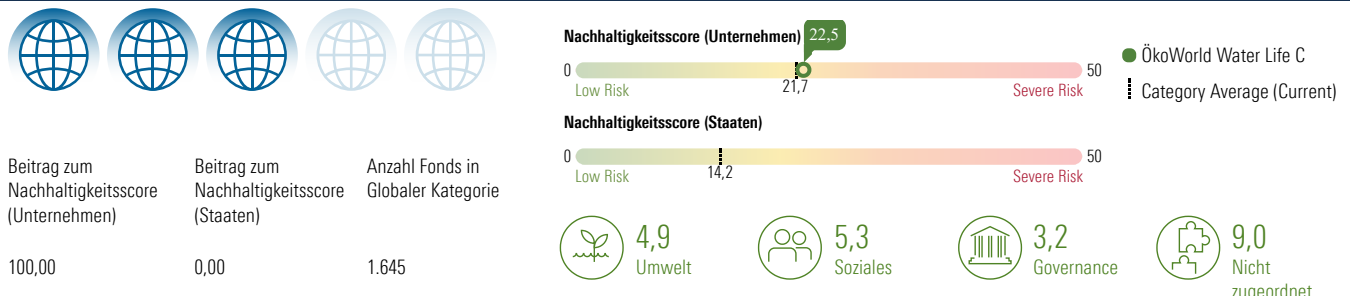 Beitrag zum
Nachhaltigkeitsscore
(Unternehmen)
100,00
Beitrag zum
Nachhaltigkeitsscore
(Staaten)
0,00
Anzahl Fonds in
Globaler Kategorie
1.645
Nachhaltigkeitsscore (Unternehmen) 22,5
0 50
Low Risk 21,7 Severe Risk
Nachhaltigkeitsscore (Staaten)
0 50
Low Risk 14,2 Severe Risk
ÖkoWorld Water Life C
Category Average (Current)
4,9
Umwelt
5,3
Soziales
3,2
Governance
9,0
Nicht
zugeordnet